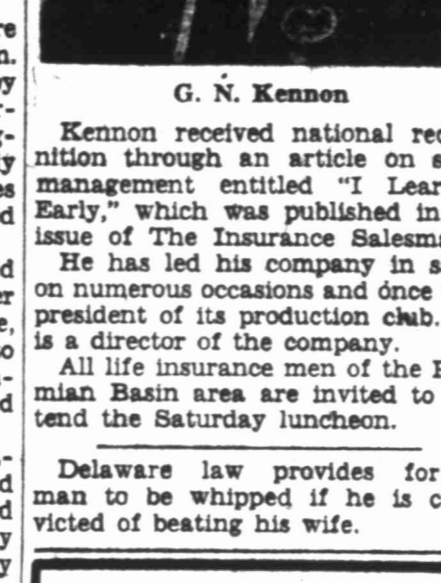 G. N. Kennon
Kennon received national rec
nition through an article on s
management entitled "I Lear
Early," which was published in
issue of The Insurance Salesma
He has led his company in s
on numerous occasions and once
president of its production club.
is a director of the company.
All life insurance men of the P
mian Basin area are invited to
tend the Saturday luncheon.
Delaware law provides for
man to be whipped if he is c
victed of beating his wife.